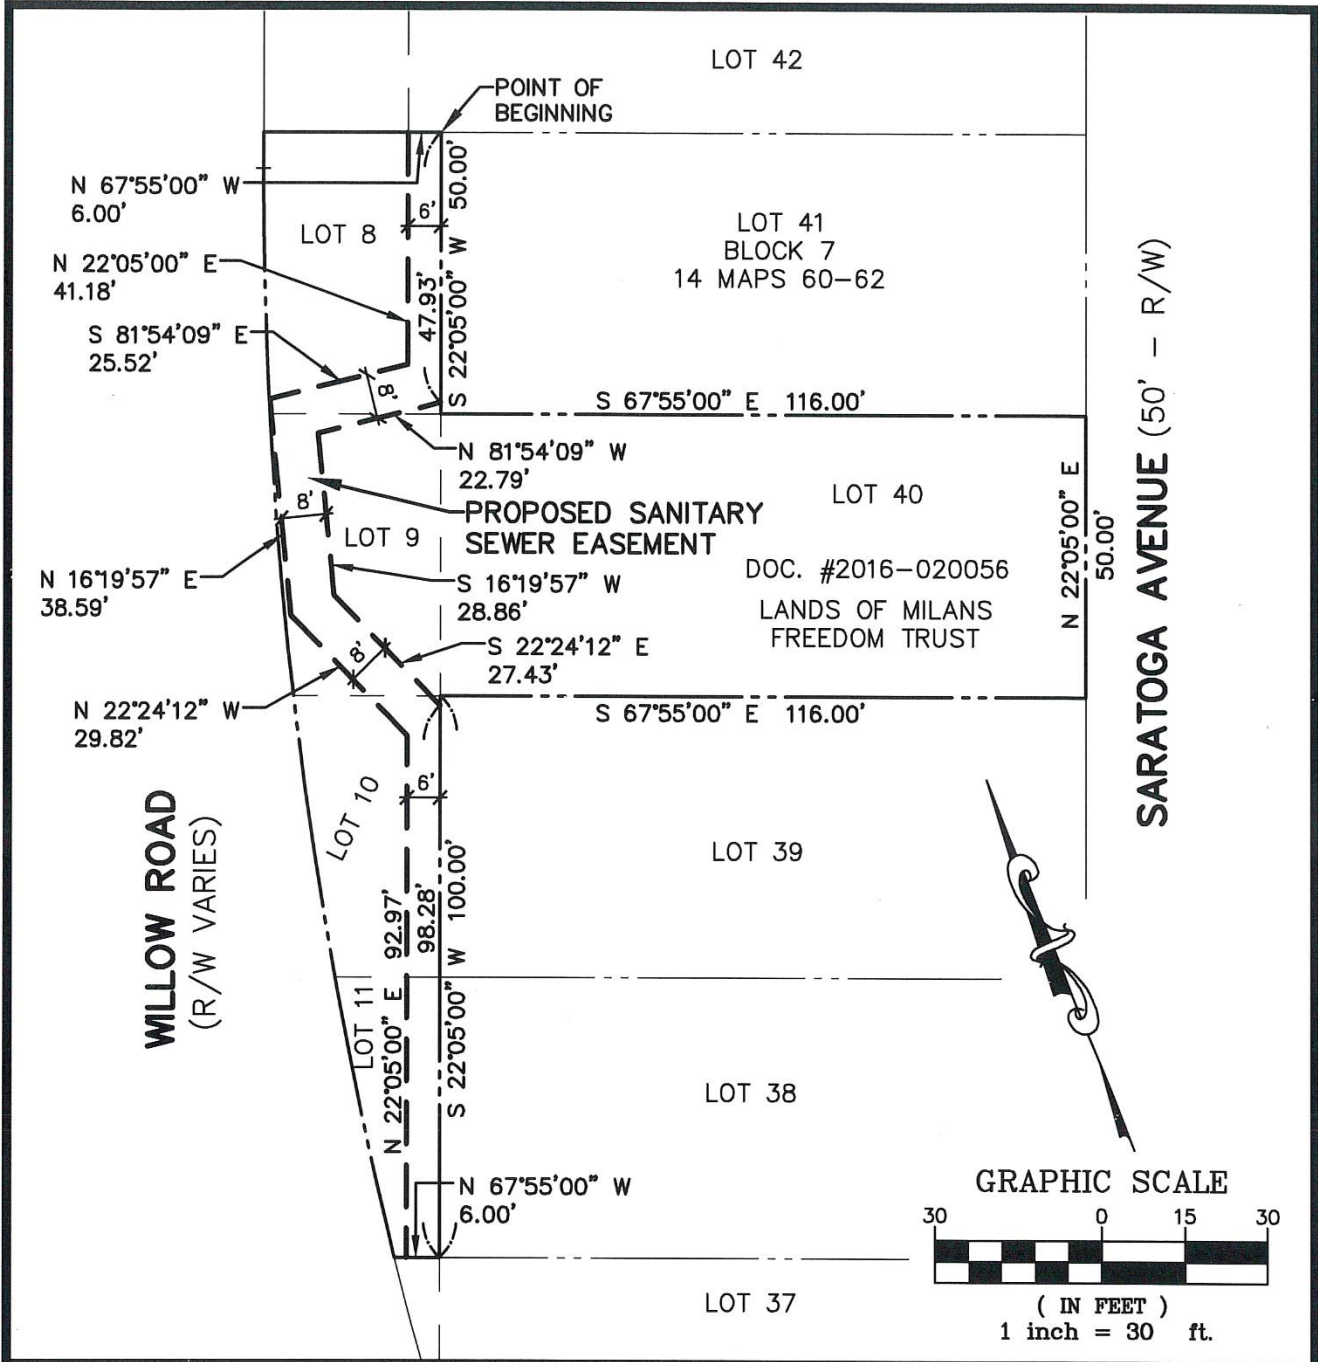 LOT 42
POINT OF
BEGINNING
N 67°55'00" W
6.00'
S 22°05'00" W 50.00'
47.93'
6'
LOT 8
LOT 41
BLOCK 7
14 MAPS 60-62
N 22°05'00" E
41.18'
S 81°54'09" E
25.52'
8'
S 67°55'00" E 116.00'
N 81°54'09" W
22.79'
LOT 40
PROPOSED SANITARY
SEWER EASEMENT
8'
LOT 9
DOC. #2016-020056
LANDS OF MILANS
FREEDOM TRUST
N 22°05'00" E
50.00'
SARATOGA AVENUE (50' - R/W)
N 16°19'57" E
38.59'
S 16°19'57" W
28.86'
S 22°24'12" E
27.43'
8'
N 22°24'12" W
29.82'
S 67°55'00" E 116.00'
6'
LOT 10
WILLOW ROAD
(R/W VARIES)
LOT 39
N 22°05'00" E 92.97'
98.28'
S 22°05'00" W 100.00'
LOT 11
LOT 38
N 67°55'00" W
6.00'
LOT 37
GRAPHIC SCALE
30 0 15 30
( IN FEET )
1 inch = 30 ft.